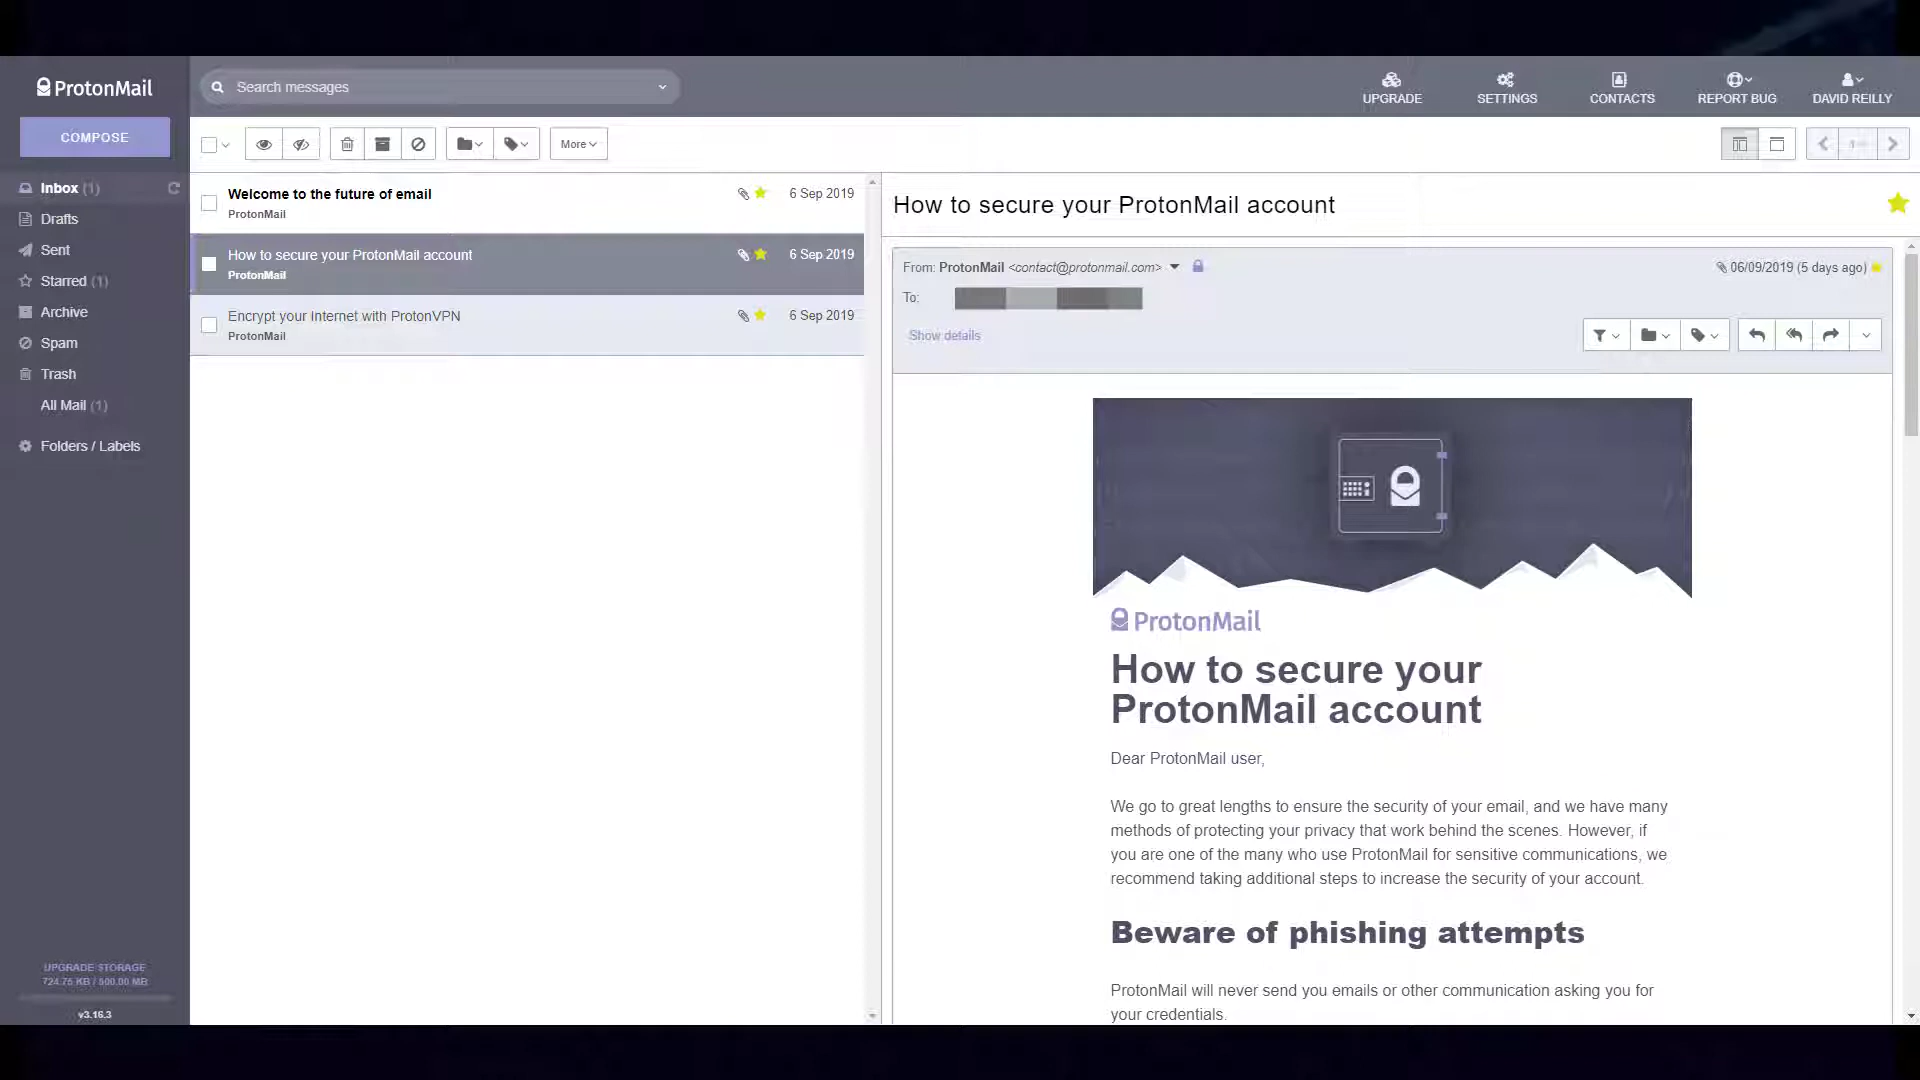 ProtonMail
Search messages
UPGRADE
SETTINGS
CONTACTS
REPORT BUG
DAVID REILLY
COMPOSE
More
1
Inbox (1)
Drafts
Sent
Starred (1)
Archive
Spam
Trash
All Mail (1)
Folders / Labels
UPGRADE STORAGE
724.75 KB / 500.00 MB
v3.16.3
Welcome to the future of email
6 Sep 2019
ProtonMail
How to secure your ProtonMail account
6 Sep 2019
ProtonMail
Encrypt your Internet with ProtonVPN
6 Sep 2019
ProtonMail
How to secure your ProtonMail account
From: ProtonMail <contact@protonmail.com>
06/09/2019 (5 days ago)
To:
Show details
ProtonMail
How to secure your
ProtonMail account
Dear ProtonMail user,
We go to great lengths to ensure the security of your email, and we have many
methods of protecting your privacy that work behind the scenes. However, if
you are one of the many who use ProtonMail for sensitive communications, we
recommend taking additional steps to increase the security of your account.
Beware of phishing attempts
ProtonMail will never send you emails or other communication asking you for
your credentials.